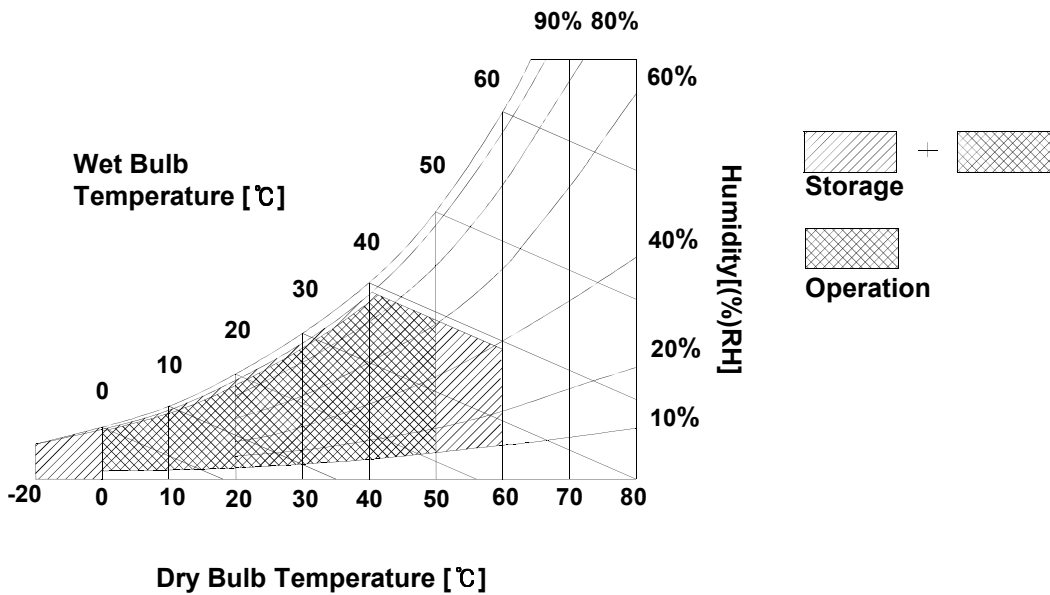 90% 80%
60
60%
Wet Bulb
Temperature [℃]
50
40
30
20
10
0
Humidity[(%)RH]
40%
20%
10%
-20 0 10 20 30 40 50 60 70 80
Dry Bulb Temperature [℃]
+
Storage
Operation